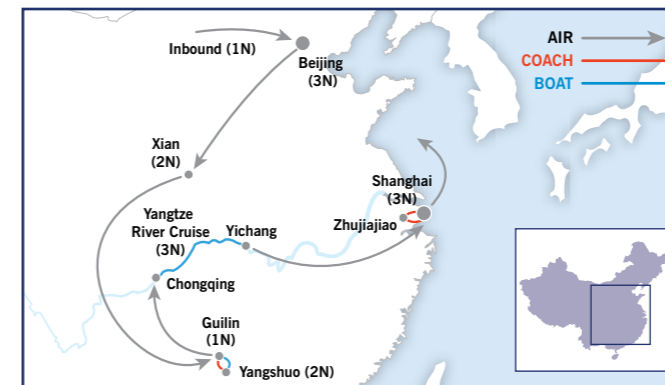 Inbound (1N)
Beijing
(3N)
AIR
COACH
BOAT
Xian
(2N)
Shanghai
(3N)
Zhujiajiao
Yangtze
River Cruise
(3N)
Yichang
Chongqing
Guilin
(1N)
Yangshuo (2N)